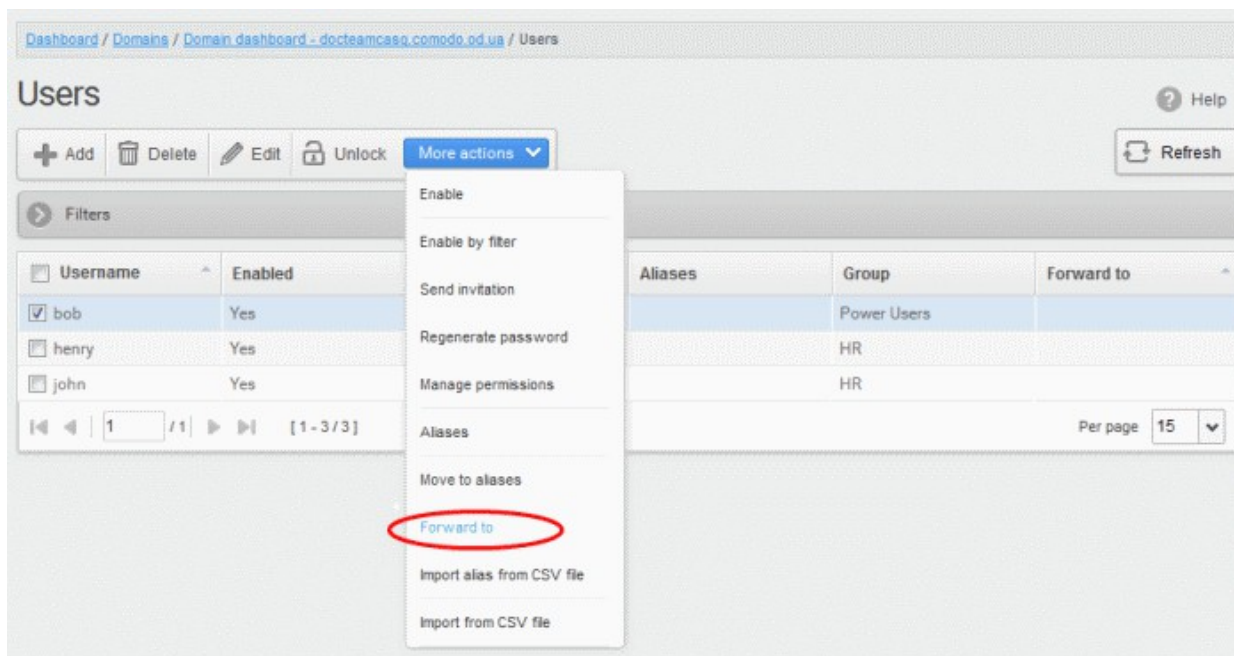 Dashboard / Domains / Domain dashboard - docteamcasg.comodo.od.ua / Users
Users
Help
Add Delete Edit Unlock More actions
Refresh
Enable
Filters
Enable by filter
Username Enabled Aliases Group Forward to
Send invitation
bob Yes Power Users
Regenerate password
henry Yes HR
Manage permissions
john Yes HR
1 / 1 [ 1 - 3 / 3 ] Per page 15
Aliases
Move to aliases
Forward to
Import alias from CSV file
Import from CSV file